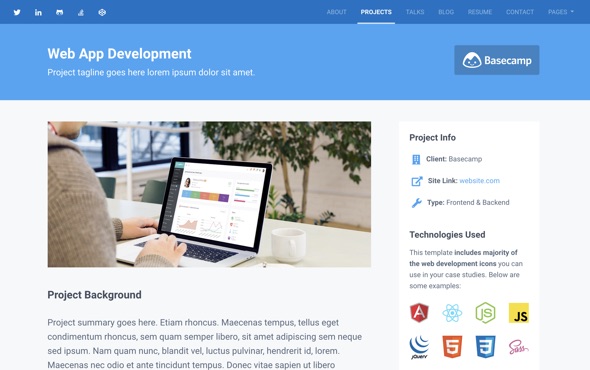 ABOUT PROJECTS TALKS BLOG RESUME CONTACT PAGES
Web App Development
Project tagline goes here lorem ipsum dolor sit amet.
Basecamp
Project Info
Client: Basecamp
Site Link: website.com
Type: Frontend & Backend
Technologies Used
This template includes majority of
the web development icons you can
use in your case studies. Below are
some examples:
A JS JS
jQuery 5 3 Sass
Project Background
Project summary goes here. Etiam rhoncus. Maecenas tempus, tellus eget
condimentum rhoncus, sem quam semper libero, sit amet adipiscing sem neque
sed ipsum. Nam quam nunc, blandit vel, luctus pulvinar, hendrerit id, lorem.
Maecenas nec odio et ante tincidunt tempus. Donec vitae sapien ut libero